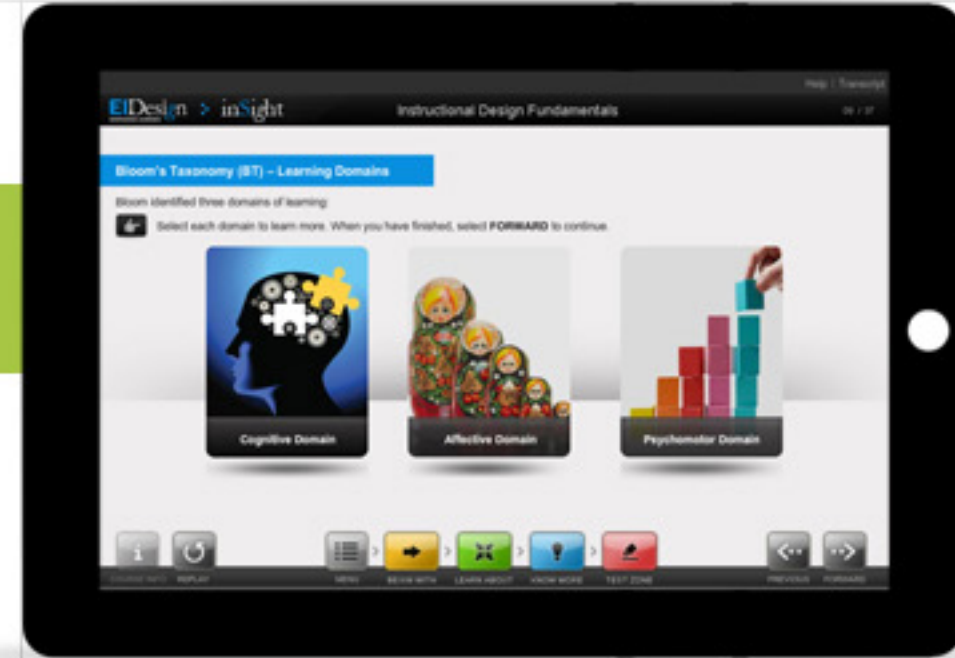 Help | Transcript
EIDesign > inSight
Instructional Design Fundamentals
Bloom's Taxonomy (BT) – Learning Domains
Bloom identified three domains of learning:
Select each domain to learn more. When you have finished, select FORWARD to continue.
Cognitive Domain
Affective Domain
Psychomotor Domain
COURSE INFO
REPLAY
MENU
BEGIN WITH
LEARN ABOUT
KNOW MORE
TEST ZONE
PREVIOUS
FORWARD